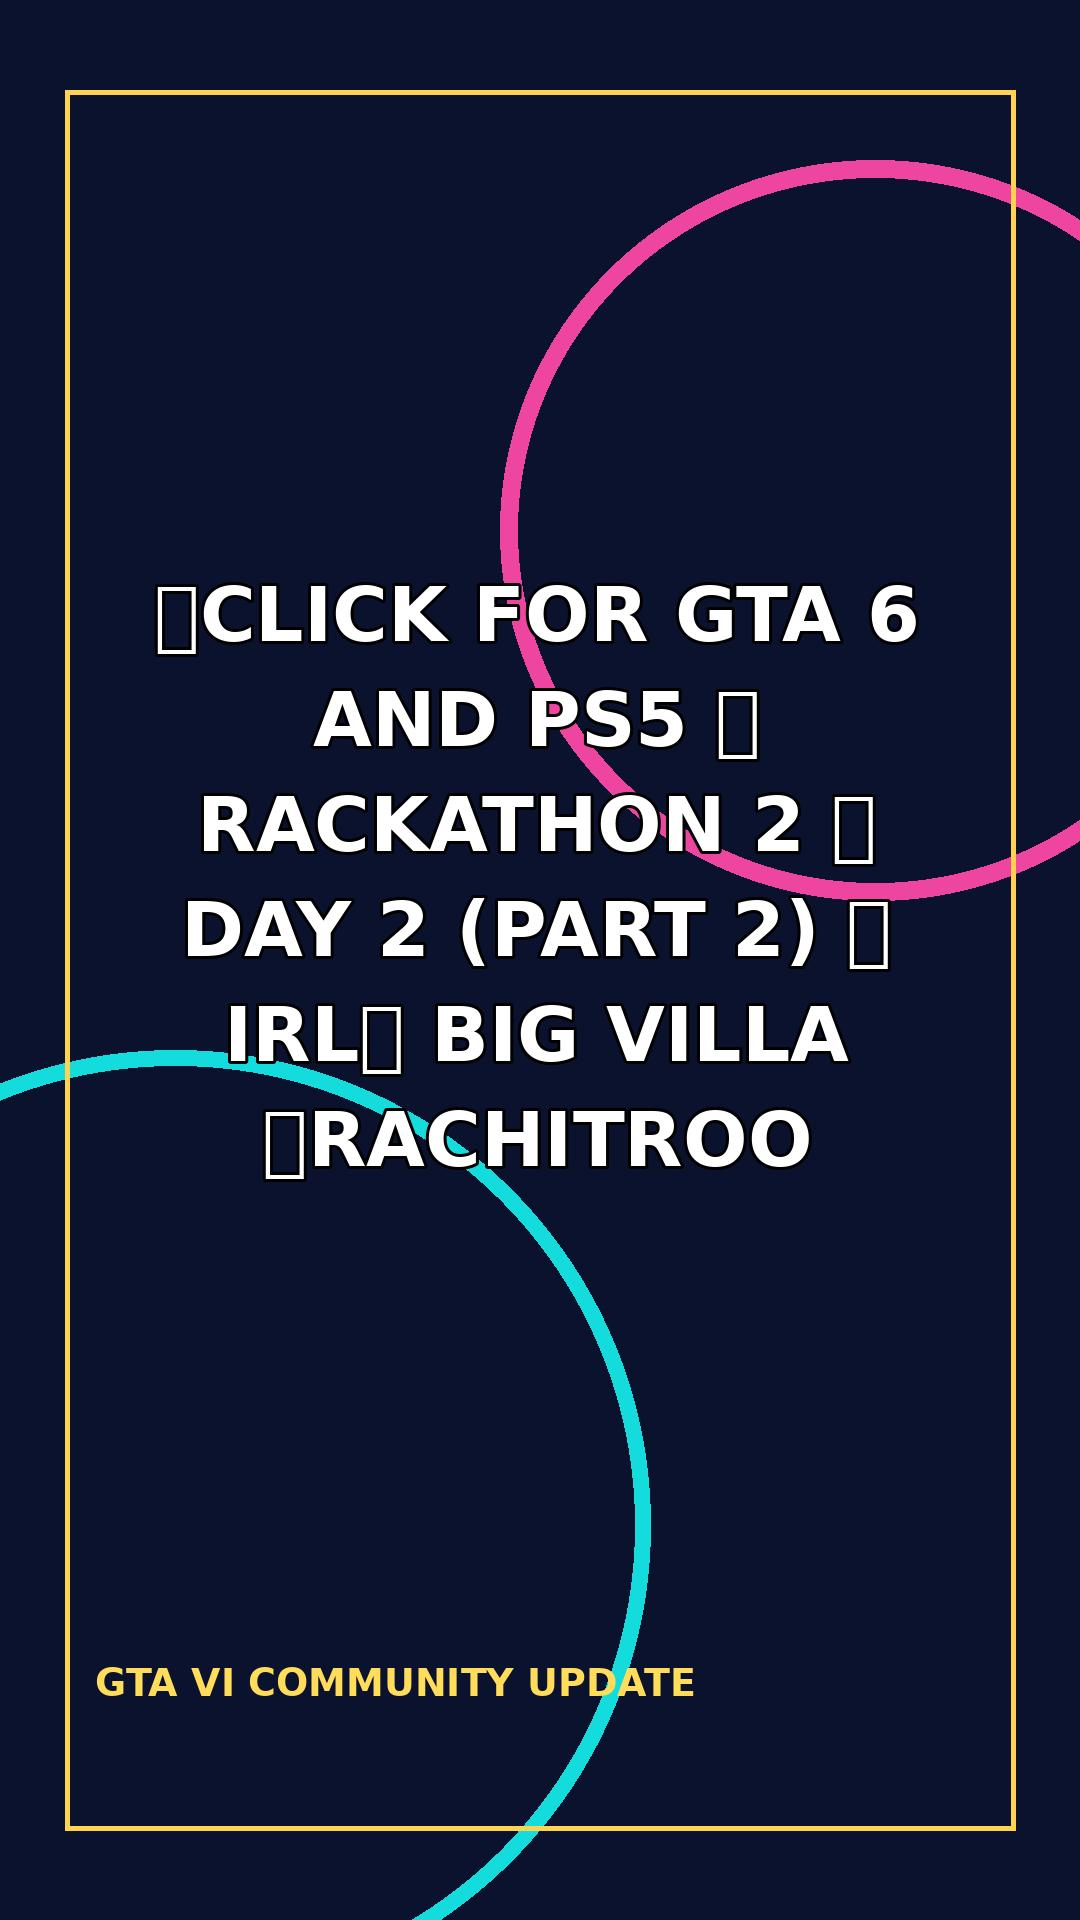 ▯CLICK FOR GTA 6
AND PS5 ▯
RACKATHON 2 ▯
DAY 2 (PART 2) ▯
IRL▯ BIG VILLA
▯RACHITROO
GTA VI COMMUNITY UPDATE